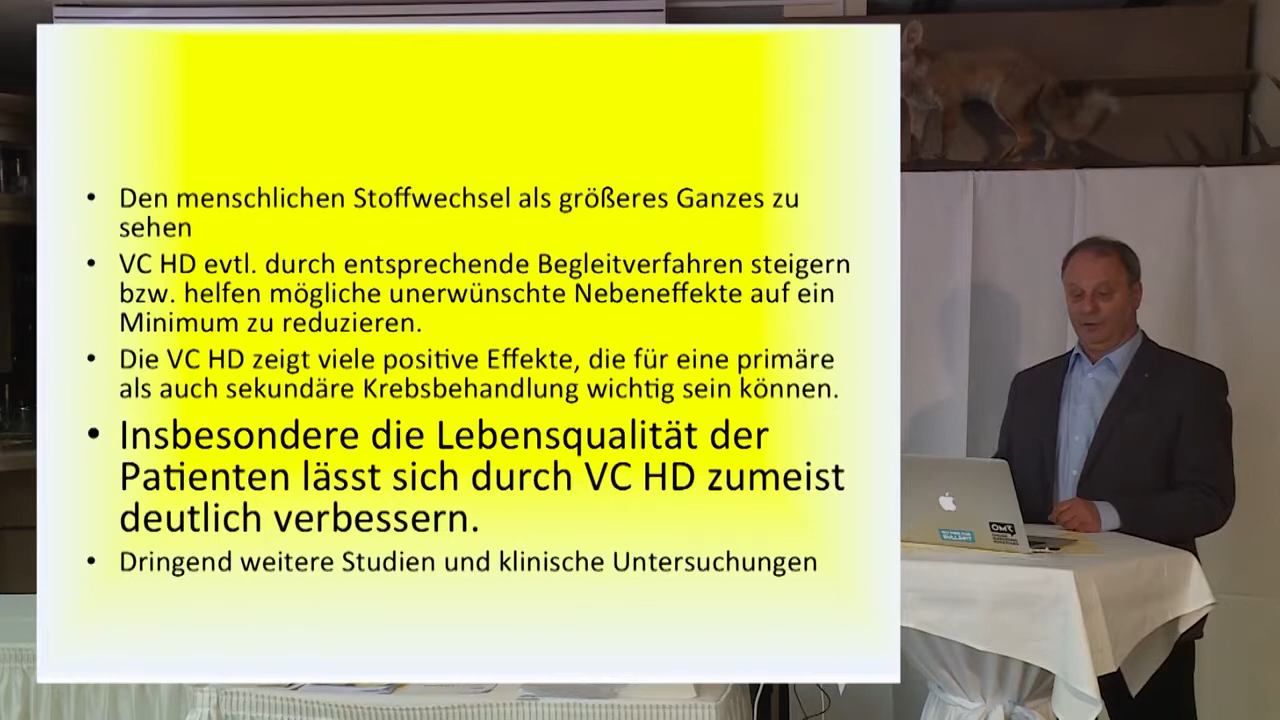 • Den menschlichen Stoffwechsel als größeres Ganzes zu
sehen
• VC HD evtl. durch entsprechende Begleitverfahren steigern
bzw. helfen mögliche unerwünschte Nebeneffekte auf ein
Minimum zu reduzieren.
• Die VC HD zeigt viele positive Effekte, die für eine primäre
als auch sekundäre Krebsbehandlung wichtig sein können.
• Insbesondere die Lebensqualität der
Patienten lässt sich durch VC HD zumeist
deutlich verbessern.
• Dringend weitere Studien und klinische Untersuchungen
OMT